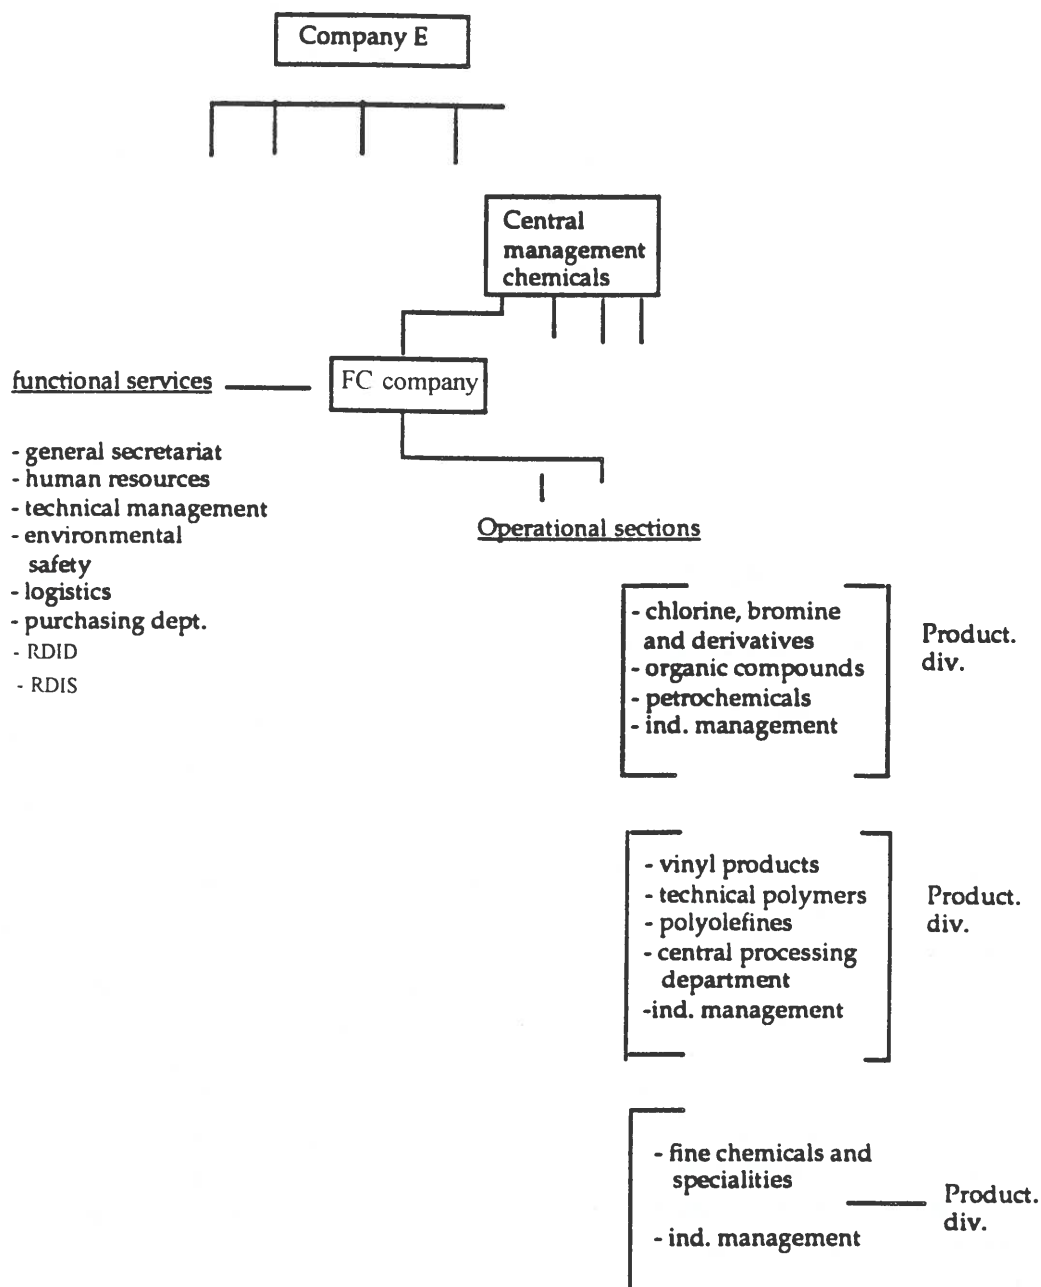 Company E
Central
management
chemicals
functional services
FC company
- general secretariat
- human resources
- technical management
- environmental
safety
- logistics
- purchasing dept.
- RDID
- RDIS
Operational sections
- chlorine, bromine
and derivatives
- organic compounds
- petrochemicals
- ind. management
Product.
div.
- vinyl products
- technical polymers
- polyolefines
- central processing
department
-ind. management
Product.
div.
- fine chemicals and
specialities
- ind. management
Product.
div.